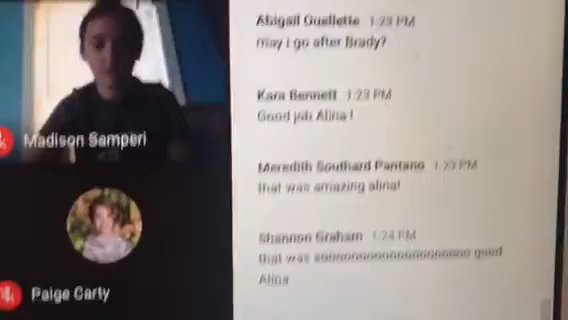 Madison Samperi
Paige Carty
Abigail Ouellette 1:23 PM
may i go after Brady?
Kara Bennett 1:23 PM
Good job Alina !
Meredith Southard Pantano 1:23 PM
that was amazing alina!
Shannon Graham 1:24 PM
that was good
Alina